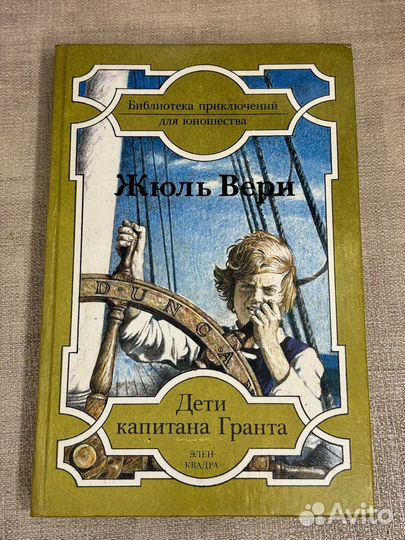 Библиотека приключений
для юношества
Жюль Верн
DUNCA
Дети
капитана Гранта
ЭЛЕН
КВАДРА
Avito